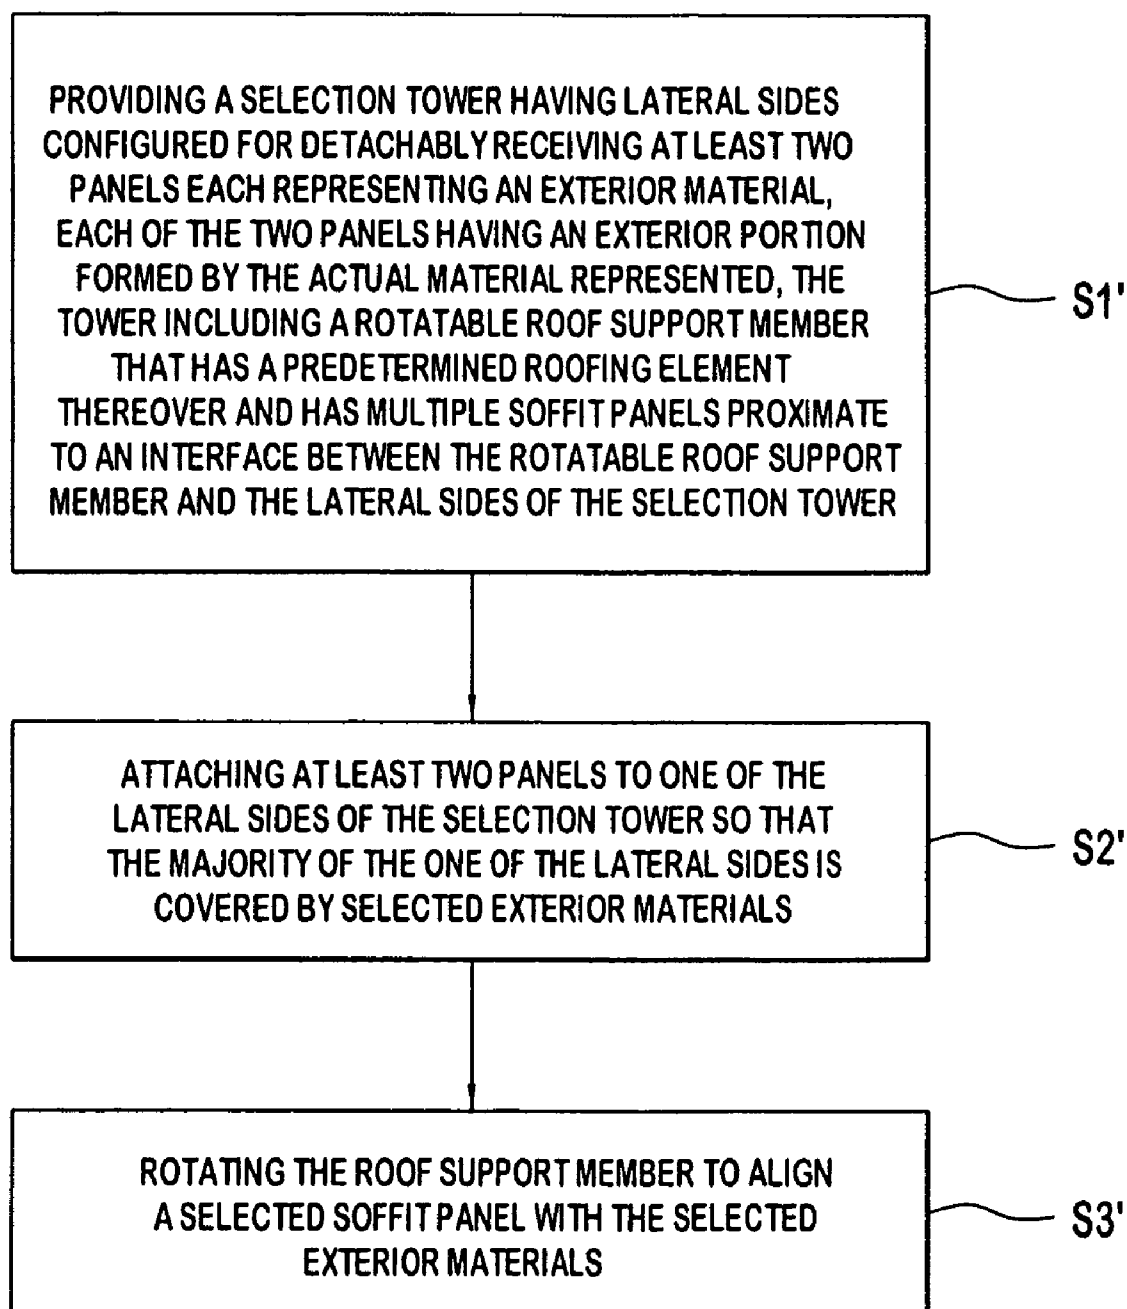 PROVIDING A SELECTION TOWER HAVING LATERAL SIDES
CONFIGURED FOR DETACHABLY RECEIVING AT LEAST TWO
PANELS EACH REPRESENTING AN EXTERIOR MATERIAL,
EACH OF THE TWO PANELS HAVING AN EXTERIOR PORTION
FORMED BY THE ACTUAL MATERIAL REPRESENTED, THE
TOWER INCLUDING A ROTATABLE ROOF SUPPORT MEMBER
THAT HAS A PREDETERMINED ROOFING ELEMENT
THEREOVER AND HAS MULTIPLE SOFFIT PANELS PROXIMATE
TO AN INTERFACE BETWEEN THE ROTATABLE ROOF SUPPORT
MEMBER AND THE LATERAL SIDES OF THE SELECTION TOWER
S1'
ATTACHING AT LEAST TWO PANELS TO ONE OF THE
LATERAL SIDES OF THE SELECTION TOWER SO THAT
THE MAJORITY OF THE ONE OF THE LATERAL SIDES IS
COVERED BY SELECTED EXTERIOR MATERIALS
S2'
ROTATING THE ROOF SUPPORT MEMBER TO ALIGN
A SELECTED SOFFIT PANEL WITH THE SELECTED
EXTERIOR MATERIALS
S3'